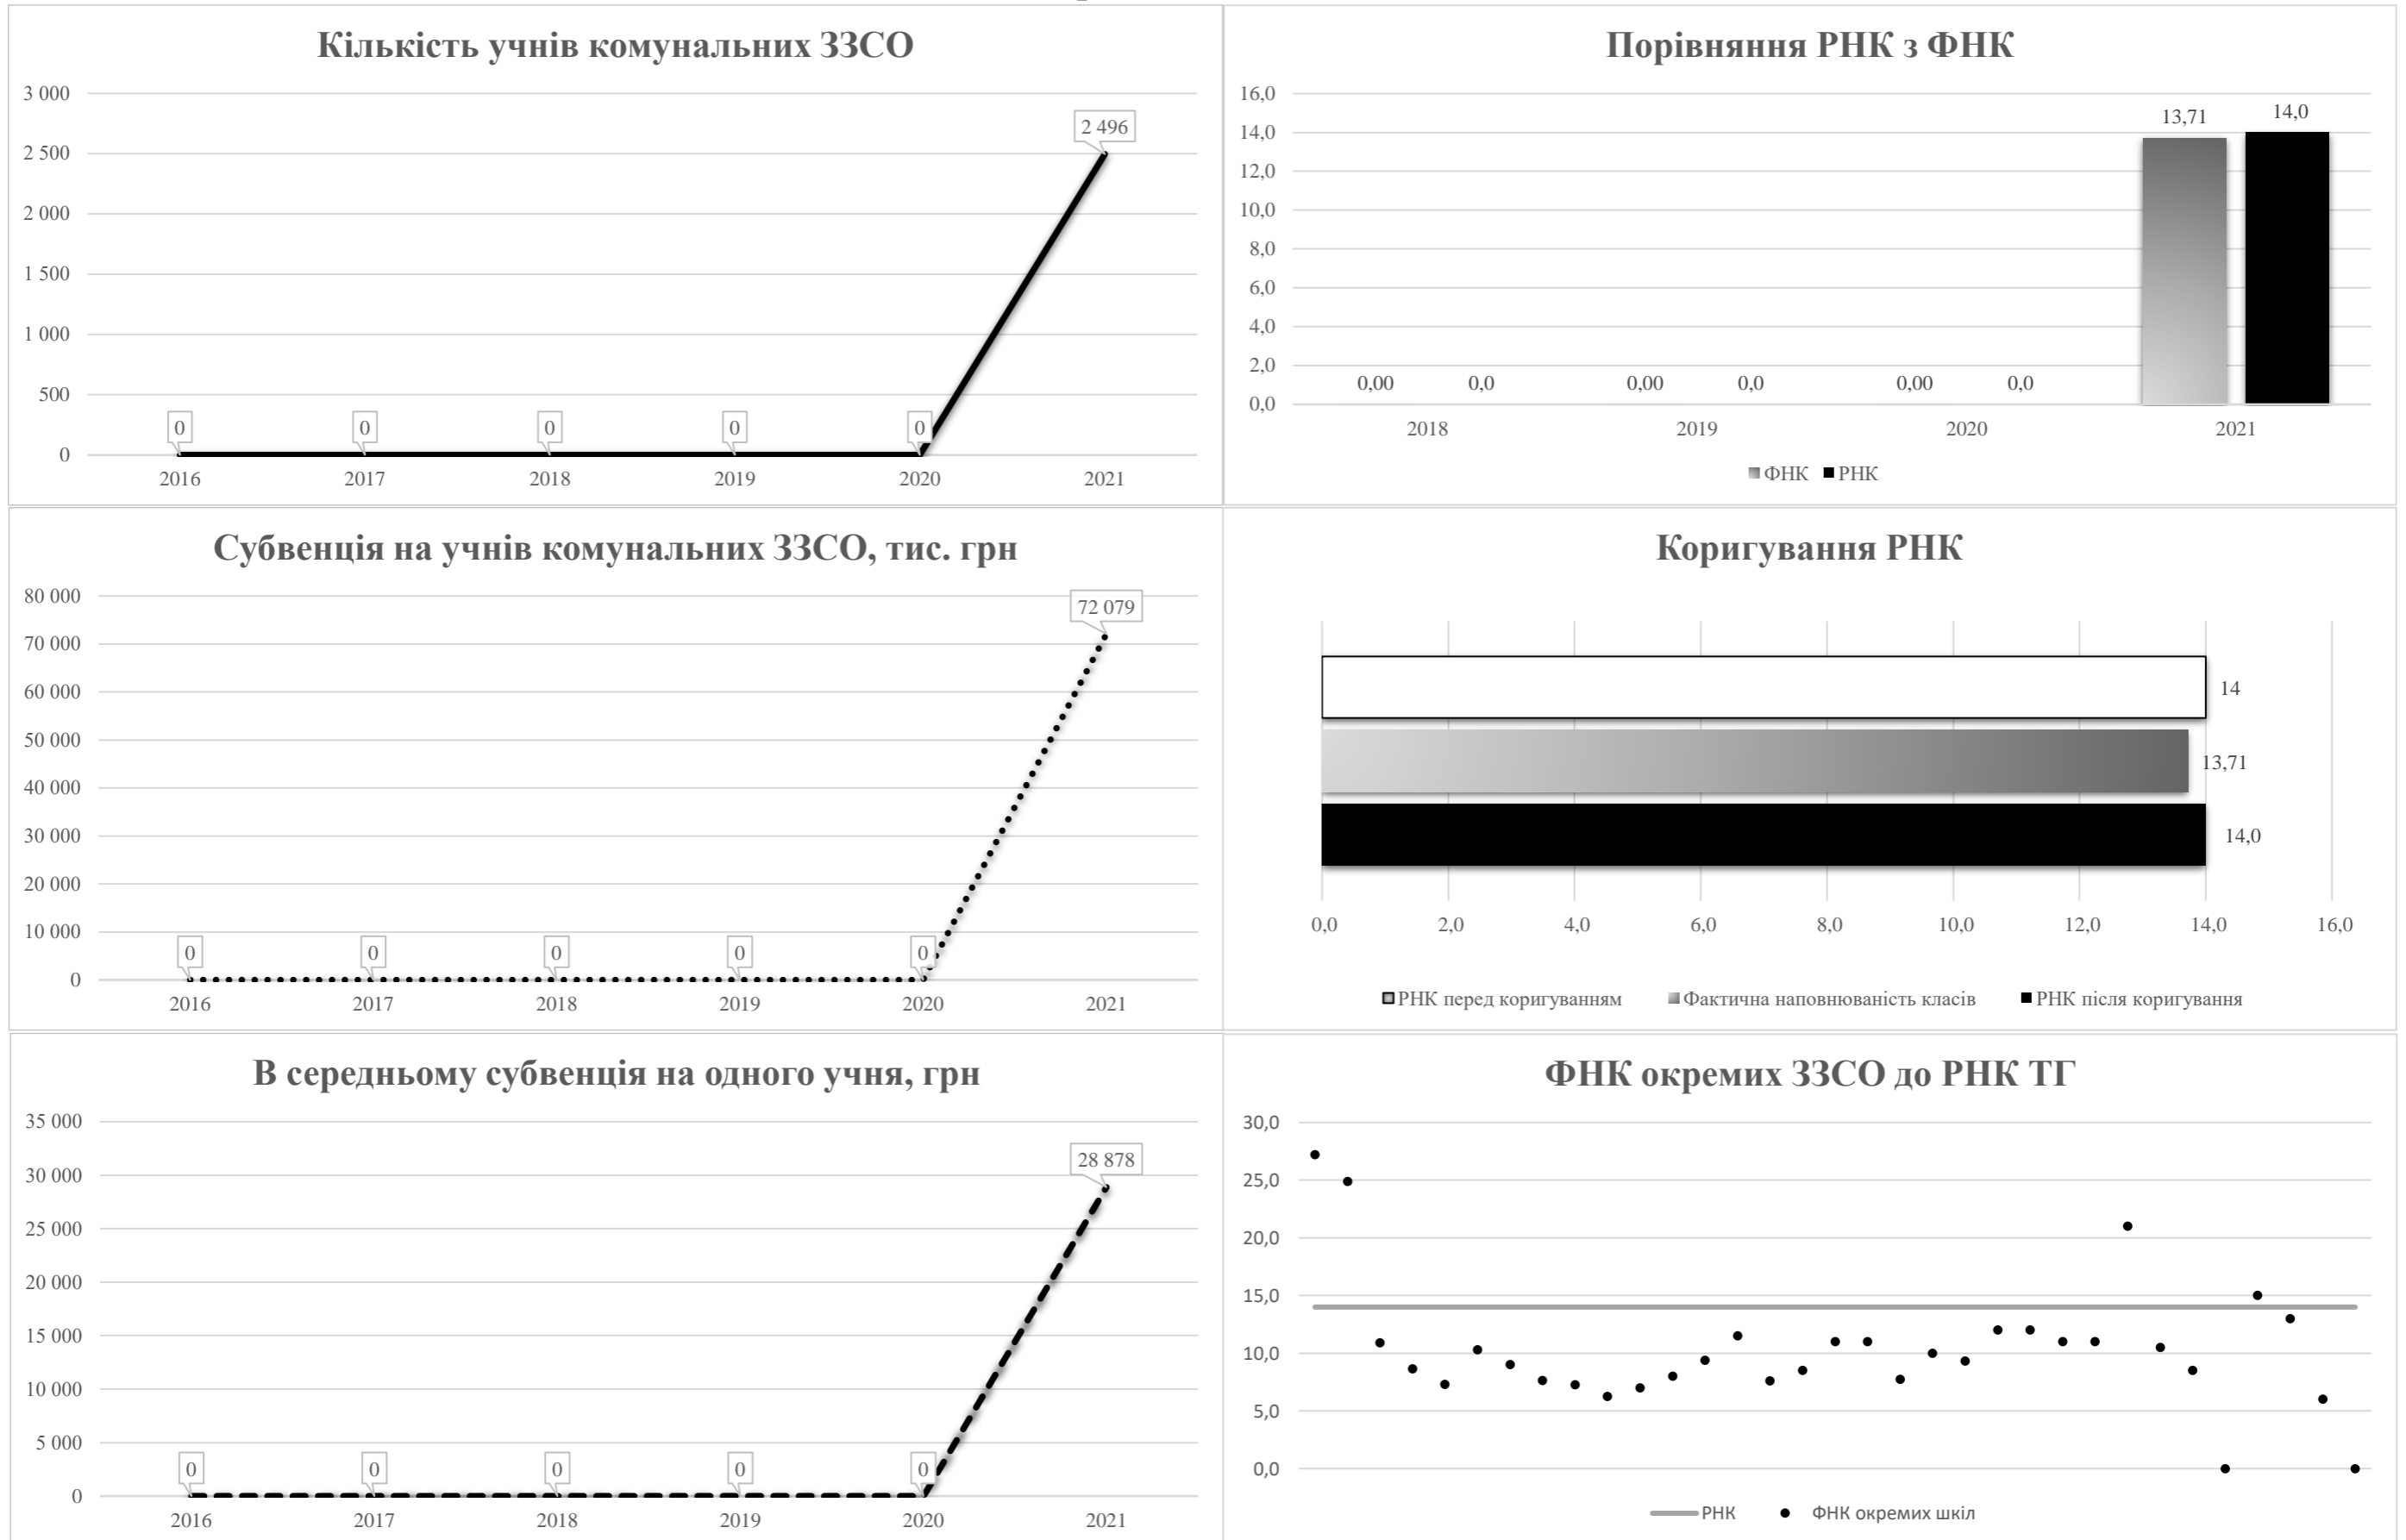 Кількість учнів комунальних ЗЗСО
3 000
2 500
2 000
1 500
1 000
500
0
0 0 0 0 0 2 496
2016 2017 2018 2019 2020 2021
Порівняння РНК з ФНК
16,0
14,0
12,0
10,0
8,0
6,0
4,0
2,0
0,0
0,00 0,0 0,00 0,0 0,00 0,0 13,71 14,0
2018 2019 2020 2021
ФНК РНК
Субвенція на учнів комунальних ЗЗСО, тис. грн
80 000
70 000
60 000
50 000
40 000
30 000
20 000
10 000
0
0 0 0 0 0 72 079
2016 2017 2018 2019 2020 2021
Коригування РНК
14
13,71
14,0
0,0 2,0 4,0 6,0 8,0 10,0 12,0 14,0 16,0
РНК перед коригуванням Фактична наповнюваність класів РНК після коригування
В середньому субвенція на одного учня, грн
35 000
30 000
25 000
20 000
15 000
10 000
5 000
0
0 0 0 0 0 28 878
2016 2017 2018 2019 2020 2021
ФНК окремих ЗЗСО до РНК ТГ
30,0
25,0
20,0
15,0
10,0
5,0
0,0
РНК ФНК окремих шкіл